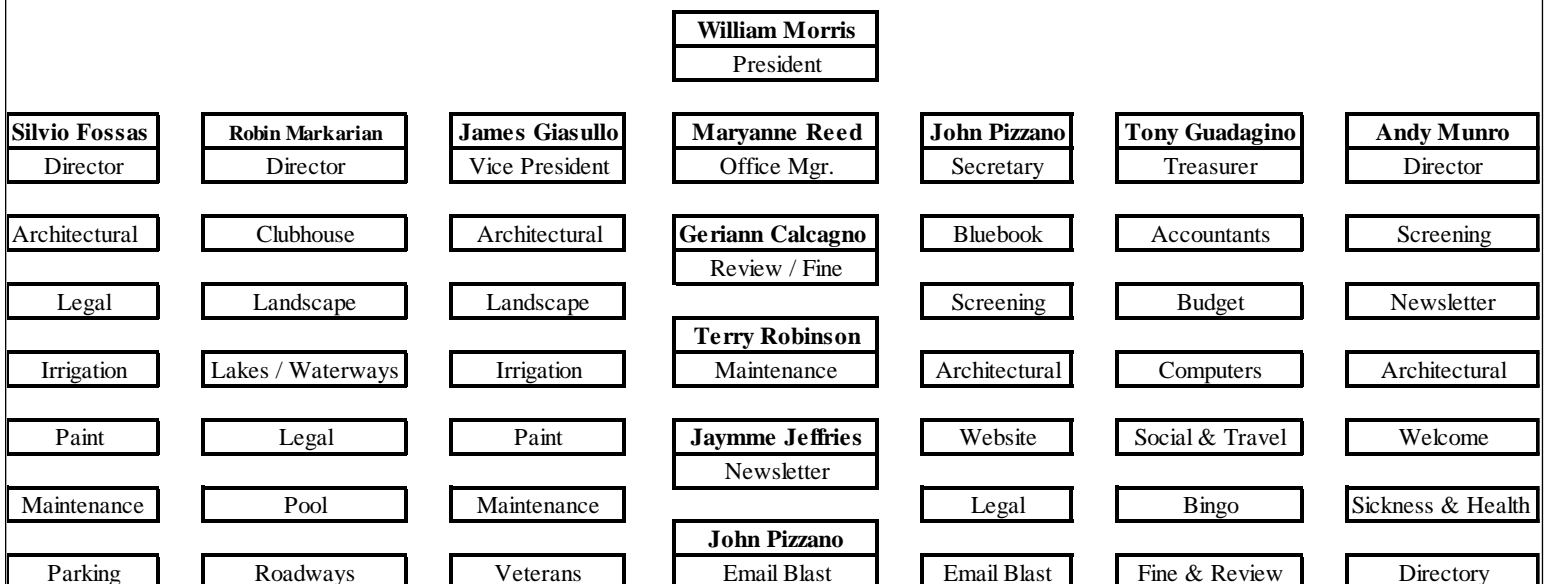 William Morris
President
Silvio Fossas
Director
Robin Markarian
Director
James Giasullo
Vice President
Maryanne Reed
Office Mgr.
John Pizzano
Secretary
Tony Guadagino
Treasurer
Andy Munro
Director
Architectural
Clubhouse
Architectural
Geriann Calcagno
Review / Fine
Bluebook
Accountants
Screening
Legal
Landscape
Landscape
Screening
Budget
Newsletter
Terry Robinson
Maintenance
Irrigation
Lakes / Waterways
Irrigation
Architectural
Computers
Architectural
Paint
Legal
Paint
Jaymme Jeffries
Newsletter
Website
Social & Travel
Welcome
Maintenance
Pool
Maintenance
Legal
Bingo
Sickness & Health
John Pizzano
Email Blast
Parking
Roadways
Veterans
Email Blast
Fine & Review
Directory